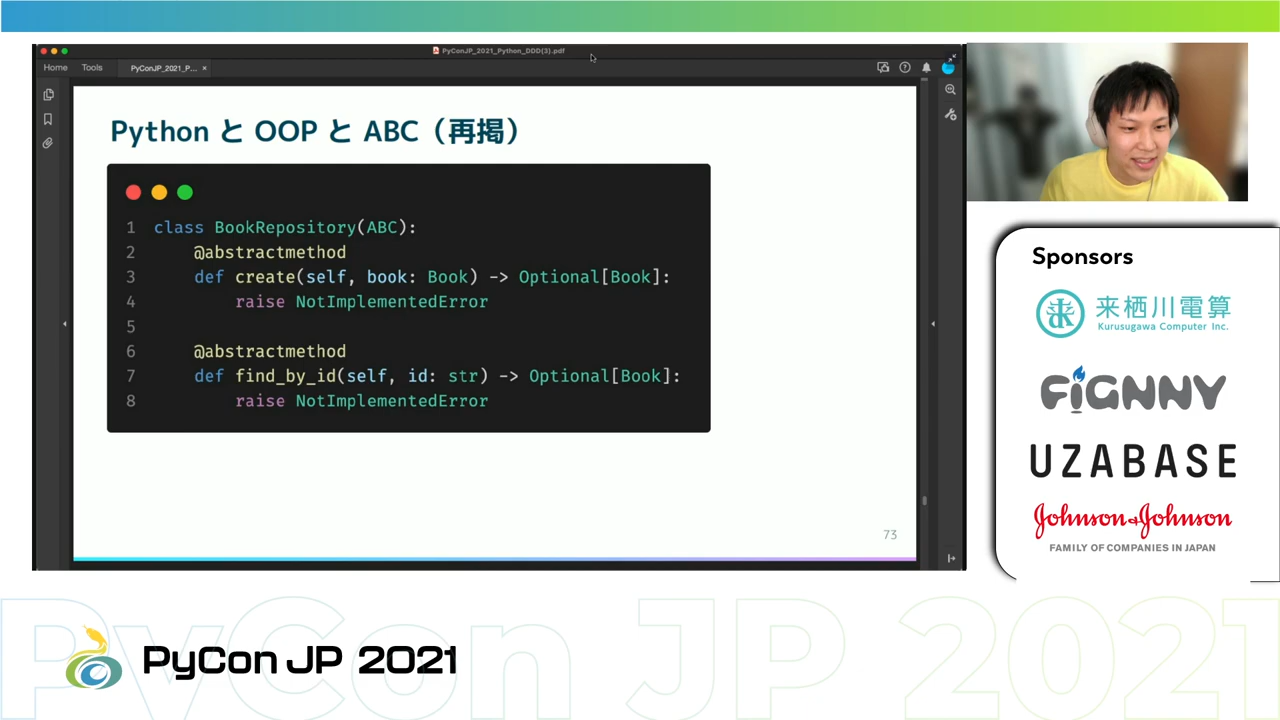 PyConJP_2021_Python_DDD(3).pdf
Home
Tools
PyConJP_2021_P... ×
Python と OOP と ABC（再掲）
1 class BookRepository(ABC):
2 @abstractmethod
3 def create(self, book: Book) -> Optional[Book]:
4 raise NotImplementedError
5
6 @abstractmethod
7 def find_by_id(self, id: str) -> Optional[Book]:
8 raise NotImplementedError
73
Sponsors
来栖川電算
Kurusugawa Computer Inc.
FiGNNY
UZABASE
Johnson&Johnson
FAMILY OF COMPANIES IN JAPAN
PyCon JP 2021
PyCon JP 2021